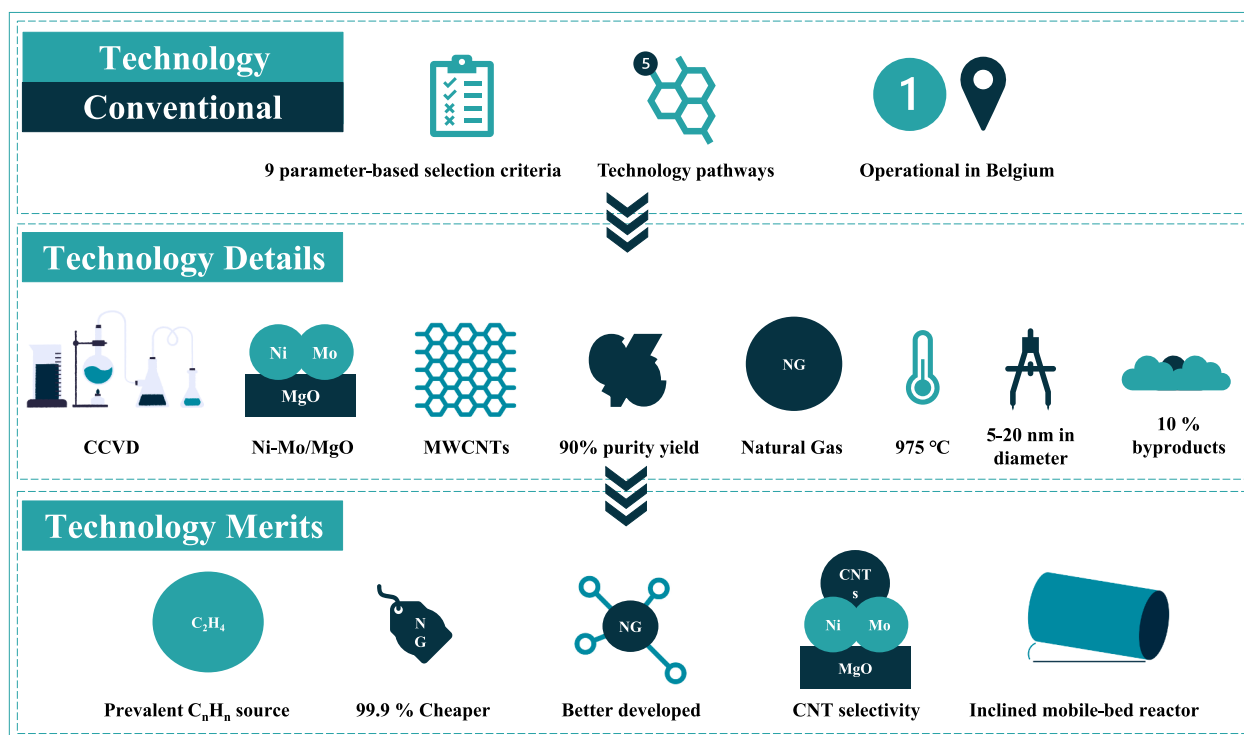 Technology
Conventional
5
1
9 parameter-based selection criteria
Technology pathways
Operational in Belgium
Technology Details
Ni
Mo
MgO
NG
CCVD
Ni-Mo/MgO
MWCNTs
90% purity yield
Natural Gas
975 °C
5-20 nm in
diameter
10 %
byproducts
Technology Merits
C₂H₄
N
G
NG
CNT
s
Ni
Mo
MgO
Prevalent CₙHₙ source
99.9 % Cheaper
Better developed
CNT selectivity
Inclined mobile-bed reactor